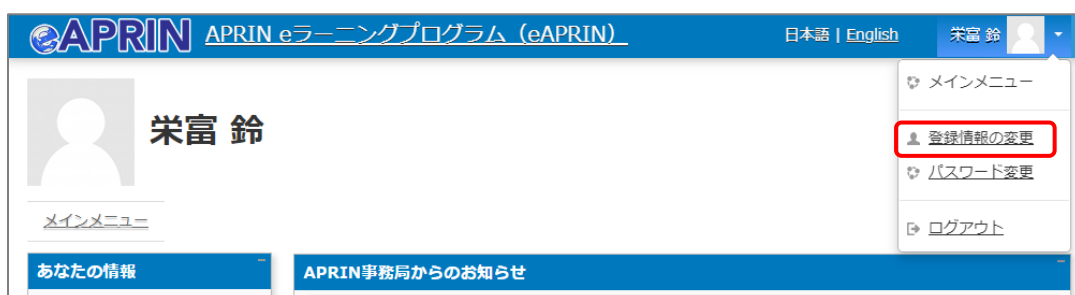 APRIN APRIN eラーニングプログラム（eAPRIN） 日本語 | English 栄富 鈴
メインメニュー
栄富 鈴
登録情報の変更
パスワード変更
メインメニュー
ログアウト
あなたの情報
APRIN事務局からのお知らせ